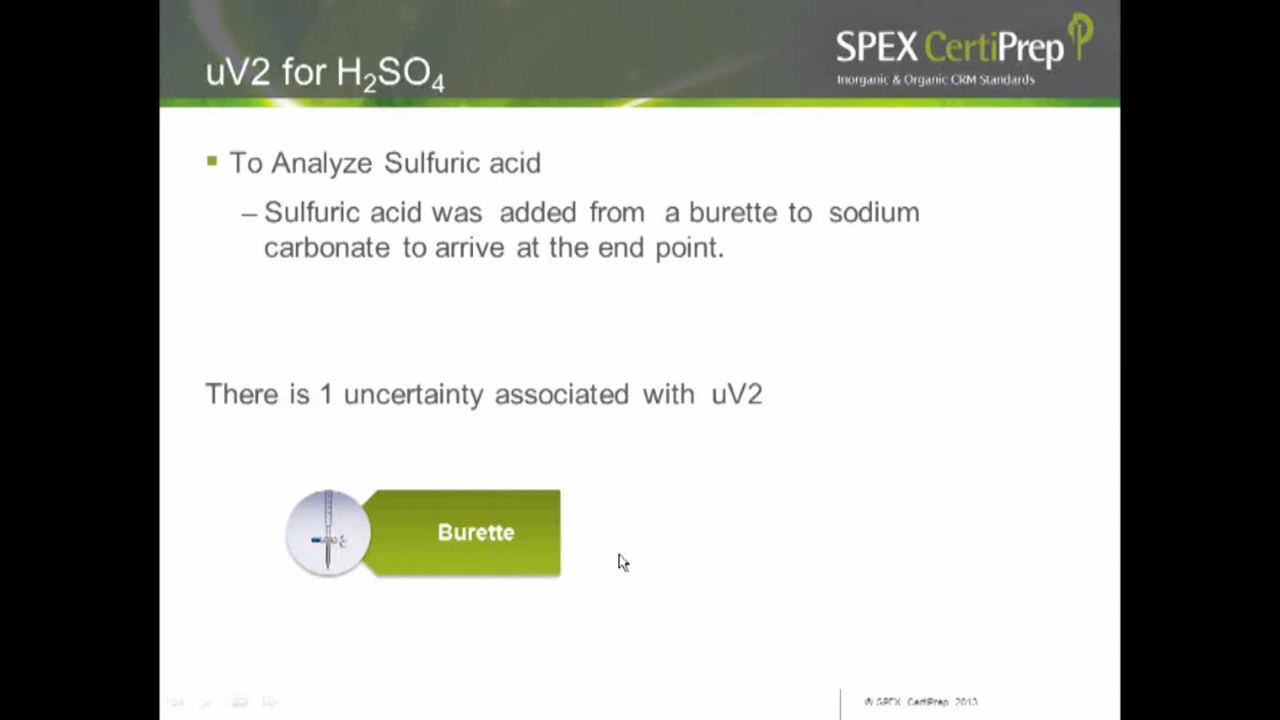 uV2 for H₂SO₄
SPEX CertiPrep
Inorganic & Organic CRM Standards
▪ To Analyze Sulfuric acid
– Sulfuric acid was added from a burette to sodium
carbonate to arrive at the end point.
There is 1 uncertainty associated with uV2
Burette
© SPEX CertiPrep 2013